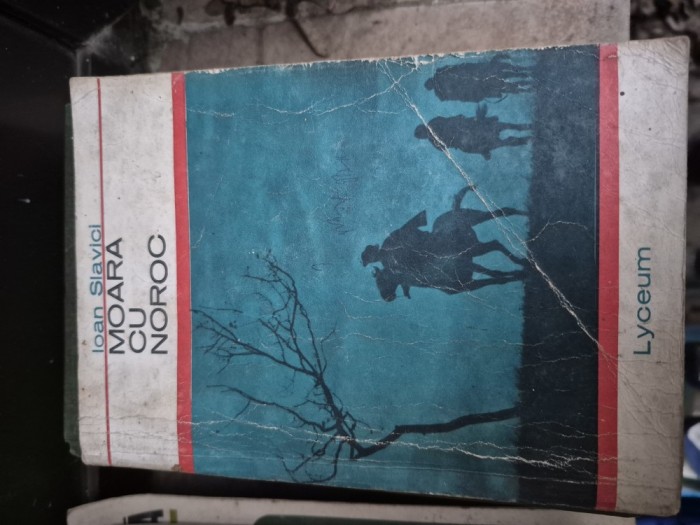 Ioan Slavici
MOARA
CU
NOROC
Lyceum